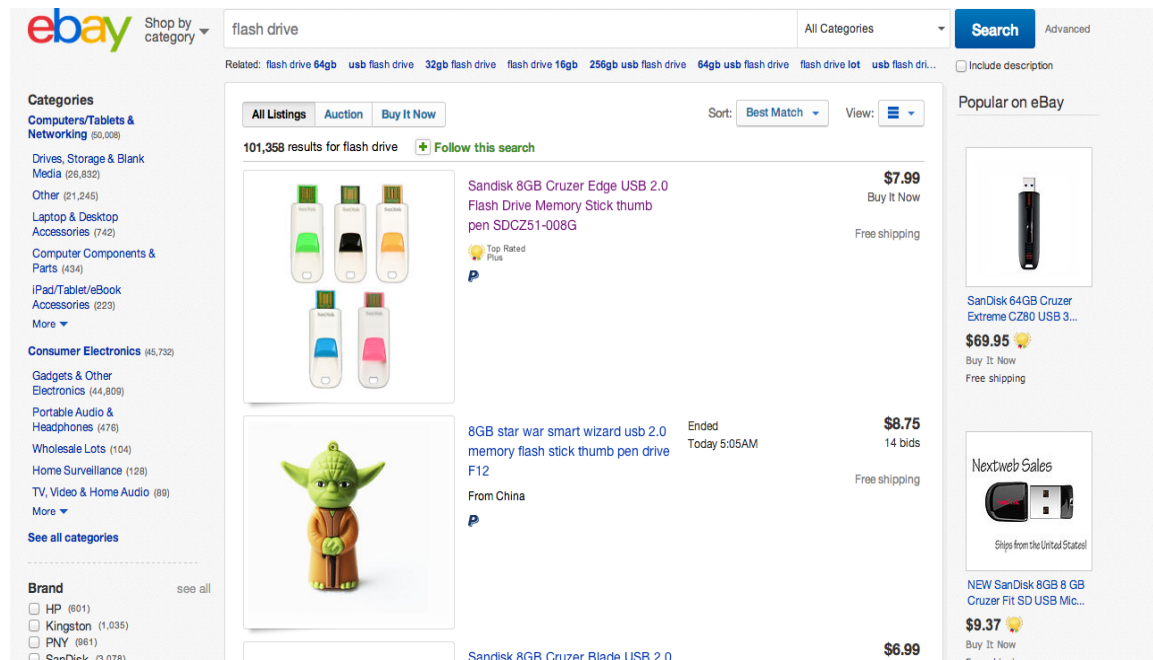 ebay
Shop by
category
flash drive
All Categories
Search
Advanced
Related: flash drive 64gb usb flash drive 32gb flash drive flash drive 16gb 256gb usb flash drive 64gb usb flash drive flash drive lot usb flash dri...
Include description
Categories
Computers/Tablets &
Networking (50,008)
Drives, Storage & Blank
Media (26,832)
Other (21,245)
Laptop & Desktop
Accessories (742)
Computer Components &
Parts (434)
iPad/Tablet/eBook
Accessories (223)
More
Consumer Electronics (45,732)
Gadgets & Other
Electronics (44,809)
Portable Audio &
Headphones (476)
Wholesale Lots (104)
Home Surveillance (128)
TV, Video & Home Audio (89)
More
See all categories
Brand see all
HP (601)
Kingston (1,035)
PNY (961)
SanDisk (3,078)
All Listings Auction Buy It Now
Sort: Best Match View:
101,358 results for flash drive Follow this search
Sandisk 8GB Cruzer Edge USB 2.0
Flash Drive Memory Stick thumb
pen SDCZ51-008G
Top Rated
Plus
$7.99
Buy It Now
Free shipping
8GB star war smart wizard usb 2.0
memory flash stick thumb pen drive
F12
From China
Ended
Today 5:05AM
$8.75
14 bids
Free shipping
Sandisk 8GB Cruzer Blade USB 2.0
$6.99
Popular on eBay
SanDisk 64GB Cruzer
Extreme CZ80 USB 3...
$69.95
Buy It Now
Free shipping
Nextweb Sales
Ships from the United States!
NEW SanDisk 8GB 8 GB
Cruzer Fit SD USB Mic...
$9.37
Buy It Now